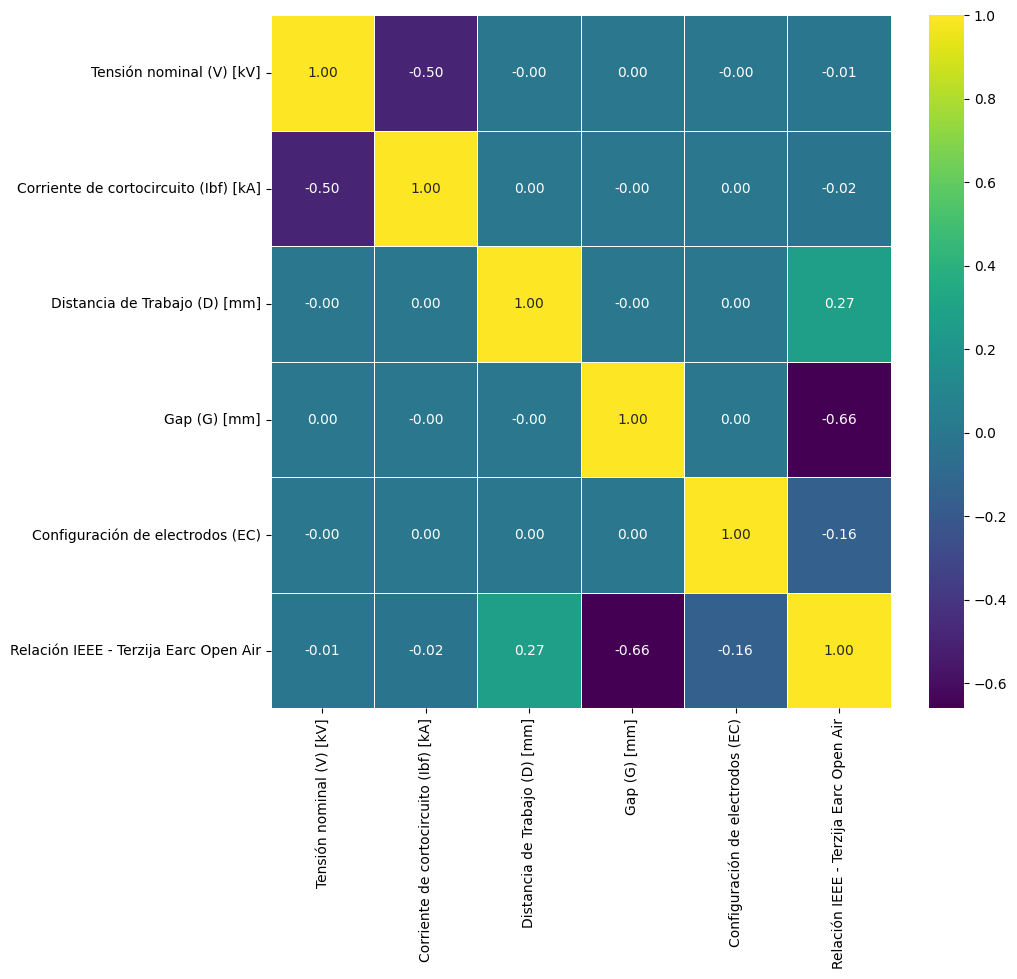 Tensión nominal (V) [kV]
1.00 -0.50 -0.00 0.00 -0.00 -0.01
Corriente de cortocircuito (Ibf) [kA]
-0.50 1.00 0.00 -0.00 0.00 -0.02
Distancia de Trabajo (D) [mm]
-0.00 0.00 1.00 -0.00 0.00 0.27
Gap (G) [mm]
0.00 -0.00 -0.00 1.00 0.00 -0.66
Configuración de electrodos (EC)
-0.00 0.00 0.00 0.00 1.00 -0.16
Relación IEEE - Terzija Earc Open Air
-0.01 -0.02 0.27 -0.66 -0.16 1.00
Tensión nominal (V) [kV]
Corriente de cortocircuito (Ibf) [kA]
Distancia de Trabajo (D) [mm]
Gap (G) [mm]
Configuración de electrodos (EC)
Relación IEEE - Terzija Earc Open Air
1.0
0.8
0.6
0.4
0.2
0.0
−0.2
−0.4
−0.6